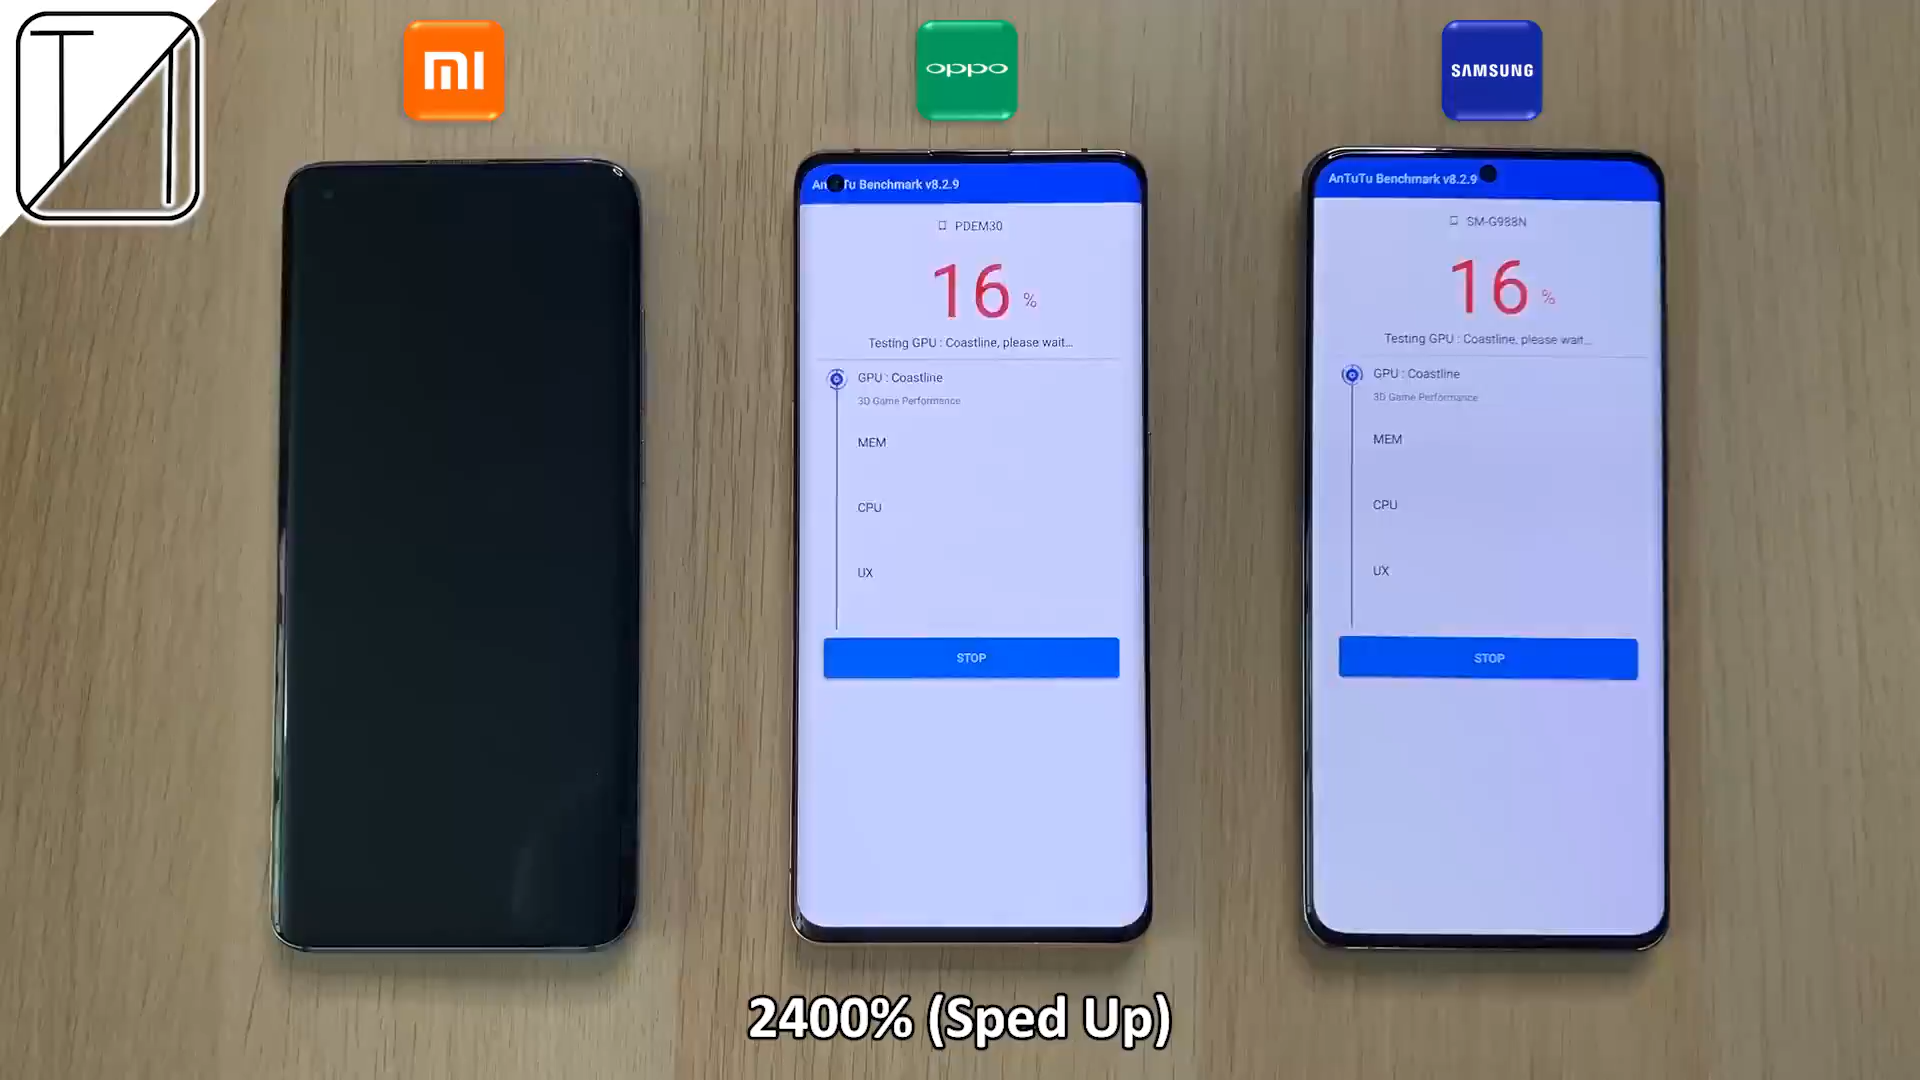 mi
oppo
SAMSUNG
AnTuTu Benchmark v8.2.9
PDEM30
16 %
Testing GPU : Coastline, please wait...
GPU : Coastline
3D Game Performance
MEM
CPU
UX
STOP
AnTuTu Benchmark v8.2.9
SM-G988N
16 %
Testing GPU : Coastline, please wait...
GPU : Coastline
3D Game Performance
MEM
CPU
UX
STOP
2400% (Sped Up)